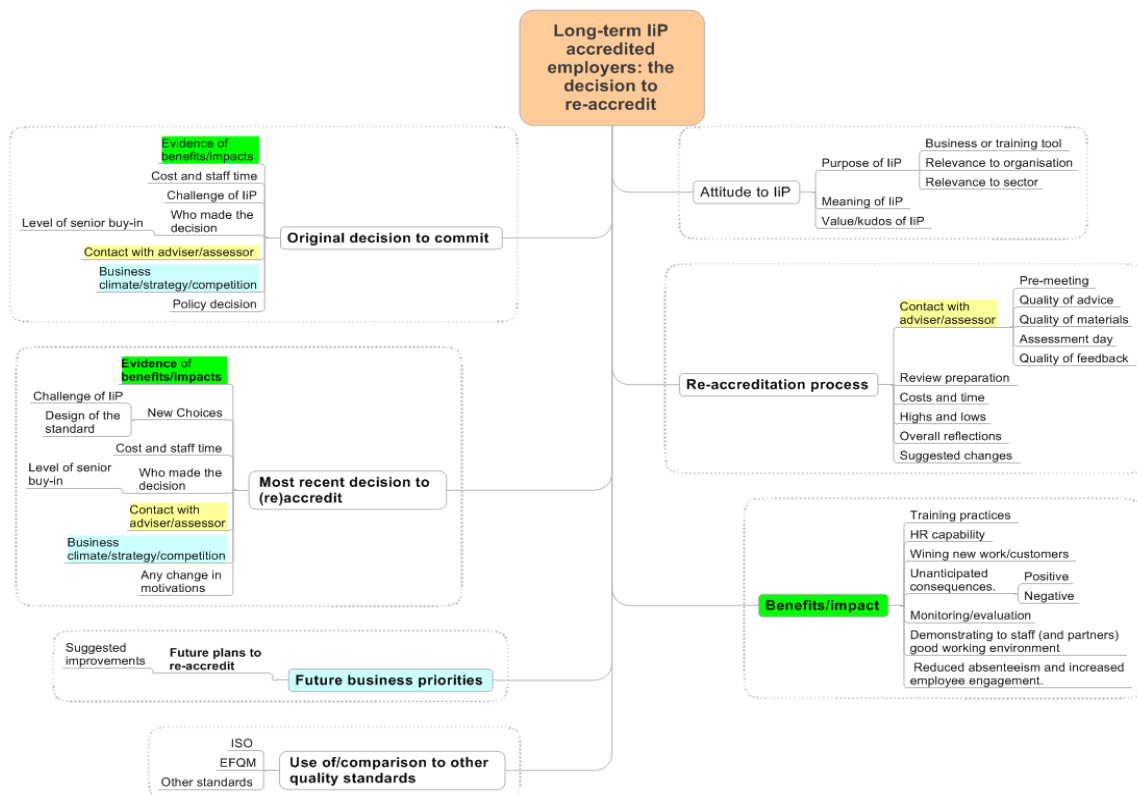 Long-term IiP
accredited
employers: the
decision to
re-accredit
Evidence of
benefits/impacts
Cost and staff time
Challenge of IiP
Level of senior buy-in
Who made the
decision
Contact with adviser/assessor
Business
climate/strategy/competition
Policy decision
Original decision to commit
Evidence of
benefits/impacts
Challenge of IiP
Design of the
standard
New Choices
Cost and staff time
Level of senior
buy-in
Who made the
decision
Contact with
adviser/assessor
Business
climate/strategy/competition
Any change in
motivations
Most recent decision to
(re)accredit
Suggested
improvements
Future plans to
re-accredit
Future business priorities
ISO
EFQM
Other standards
Use of/comparison to other
quality standards
Attitude to IiP
Purpose of IiP
Business or training tool
Relevance to organisation
Relevance to sector
Meaning of IiP
Value/kudos of IiP
Re-accreditation process
Contact with
adviser/assessor
Pre-meeting
Quality of advice
Quality of materials
Assessment day
Quality of feedback
Review preparation
Costs and time
Highs and lows
Overall reflections
Suggested changes
Benefits/impact
Training practices
HR capability
Wining new work/customers
Unanticipated
consequences.
Positive
Negative
Monitoring/evaluation
Demonstrating to staff (and partners)
good working environment
Reduced absenteeism and increased
employee engagement.